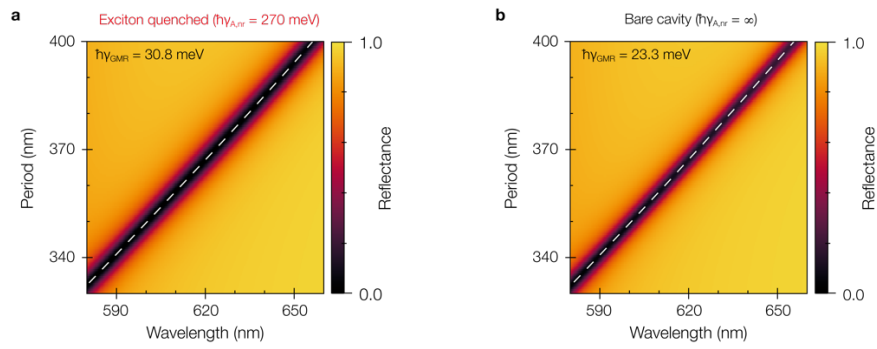 a
Exciton quenched (ħγA,nr = 270 meV)
400
ħγGMR = 30.8 meV
1.0
Period (nm)
370
Reflectance
340
0.0
590
620
650
Wavelength (nm)
b
Bare cavity (ħγA,nr = ∞)
400
ħγGMR = 23.3 meV
1.0
Period (nm)
370
Reflectance
340
0.0
590
620
650
Wavelength (nm)